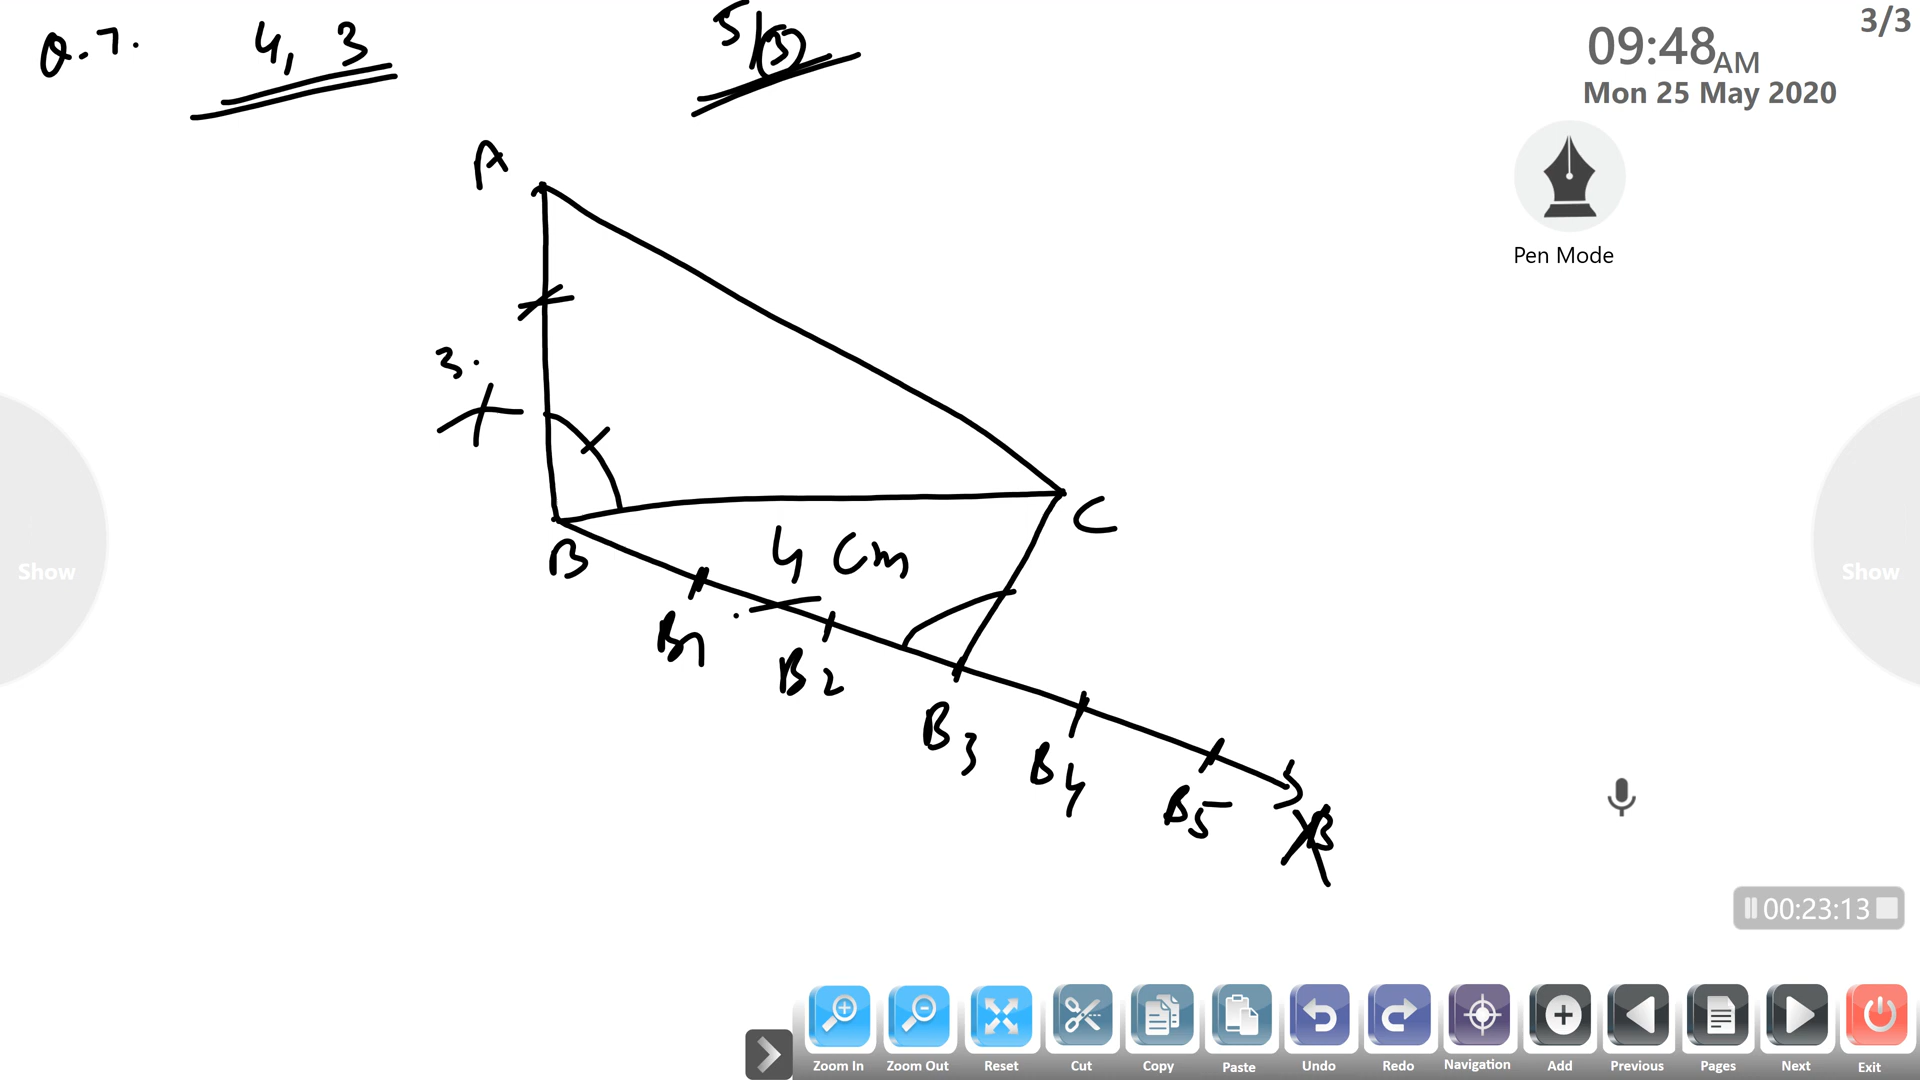 Q.7. 4, 3 5/3
3/3
09:48 AM
Mon 25 May 2020
Pen Mode
A
3.
B
C
4 cm
B1
B2
B3
B4
B5
Show
Show
00:23:13
Zoom In Zoom Out Reset Cut Copy Paste Undo Redo Navigation Add Previous Pages Next Exit